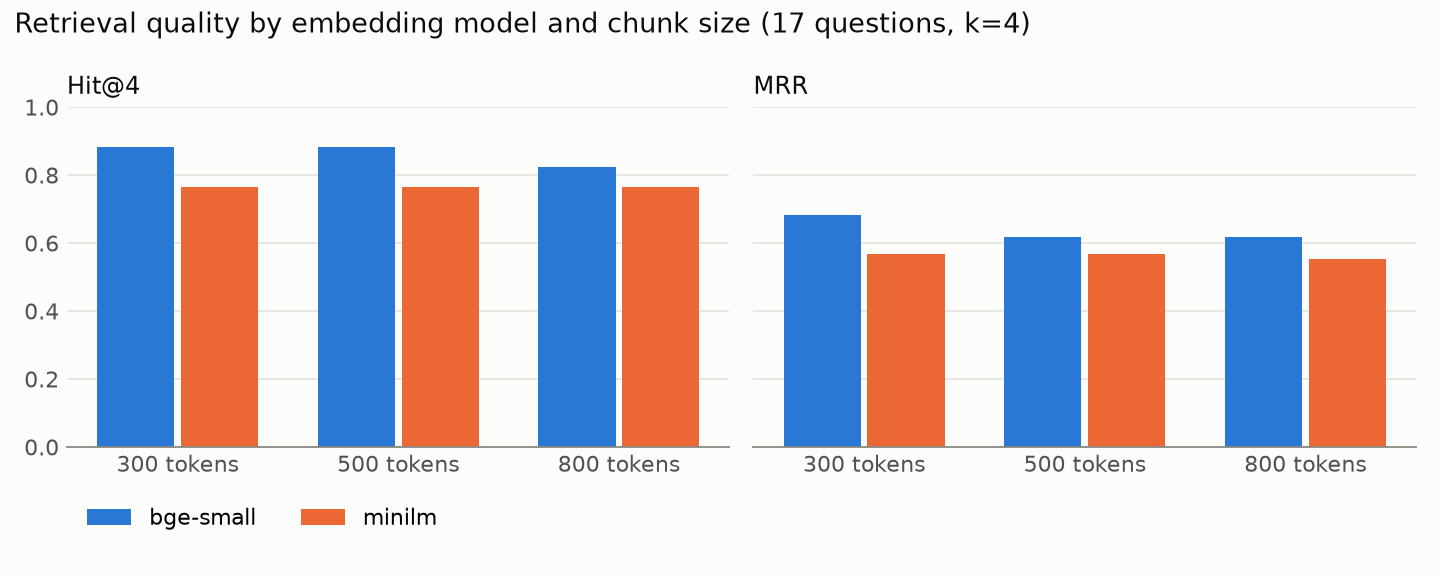 Retrieval quality by embedding model and chunk size (17 questions, k=4)
Hit@4
MRR
1.0
0.8
0.6
0.4
0.2
0.0
300 tokens 500 tokens 800 tokens
300 tokens 500 tokens 800 tokens
bge-small minilm